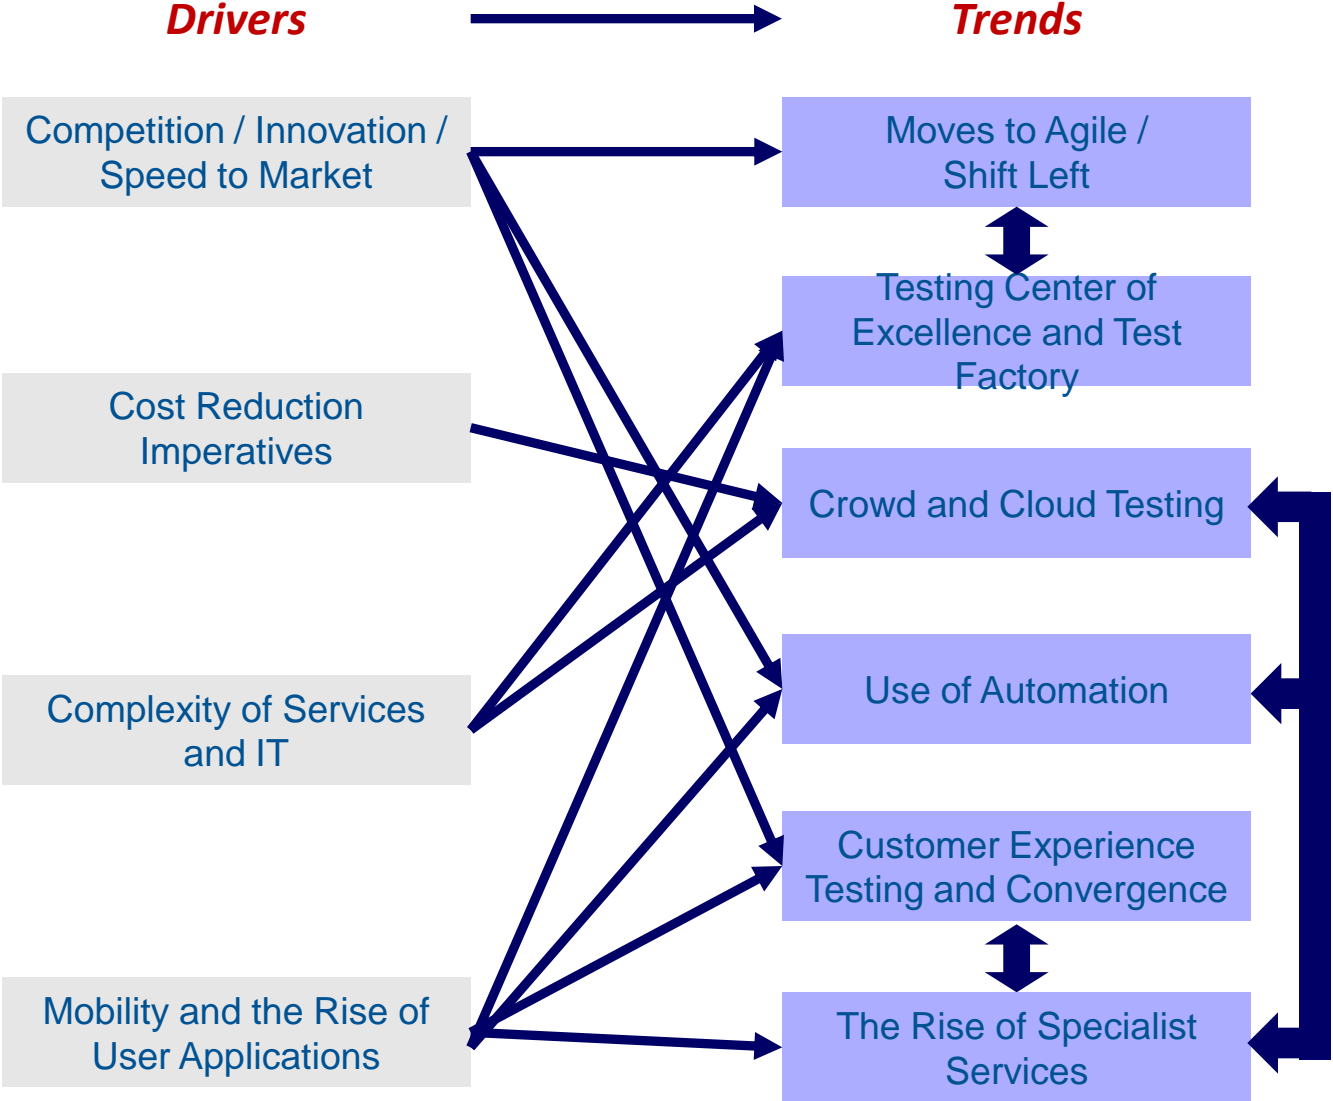 Drivers
Trends
Competition / Innovation /
Speed to Market
Moves to Agile /
Shift Left
Testing Center of
Excellence and Test
Factory
Cost Reduction
Imperatives
Crowd and Cloud Testing
Complexity of Services
and IT
Use of Automation
Customer Experience
Testing and Convergence
Mobility and the Rise of
User Applications
The Rise of Specialist
Services